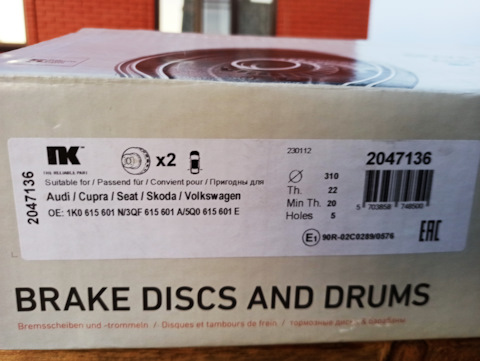 NK
x2
THE RELIABLE PART
230112
2047136
2047136
Suitable for / Passend für / Convient pour / Пригодны для
Audi / Cupra / Seat / Skoda / Volkswagen
OE: 1K0 615 601 N/3QF 615 601 A/5Q0 615 601 E
310
Th. 22
Min Th. 20
Holes 5
5 703858 748500
E1 90R-02C0289/0576
EAC
BRAKE DISCS AND DRUMS
Bremsscheiben und -trommeln / Disques et tambours de frein / тормозные диски & барабаны